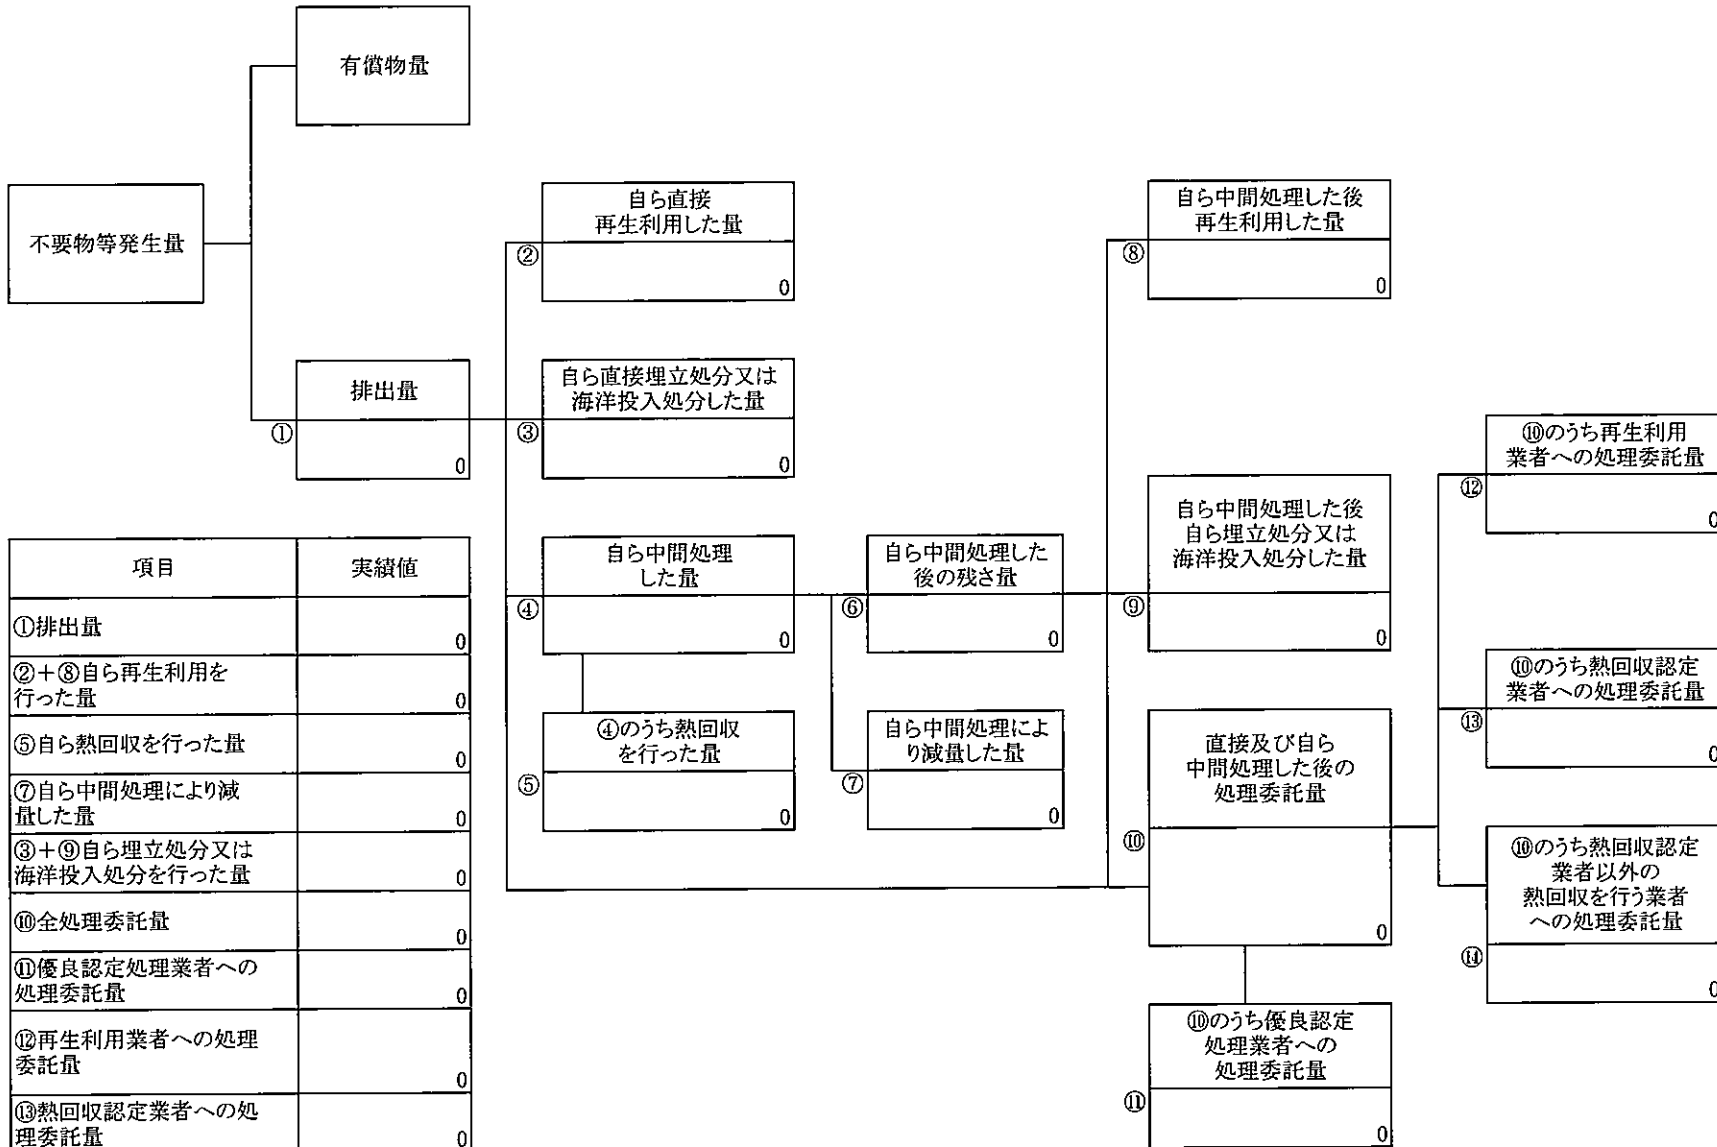 有償物量
不要物等発生量
排出量
①
0
自ら直接
再生利用した量
②
0
自ら直接埋立処分又は
海洋投入処分した量
③
0
自ら中間処理
した量
④
0
④のうち熱回収
を行った量
⑤
0
自ら中間処理した
後の残さ量
⑥
0
自ら中間処理によ
り減量した量
⑦
0
自ら中間処理した後
再生利用した量
⑧
0
自ら中間処理した後
自ら埋立処分又は
海洋投入処分した量
⑨
0
直接及び自ら
中間処理した後の
処理委託量
⑩
0
⑩のうち優良認定
処理業者への
処理委託量
⑪
0
⑩のうち再生利用
業者への処理委託量
⑫
0
⑩のうち熱回収認定
業者への処理委託量
⑬
0
⑩のうち熱回収認定
業者以外の
熱回収を行う業者
への処理委託量
⑭
0
項目 実績値
①排出量
0
②+⑧自ら再生利用を
行った量 0
⑤自ら熱回収を行った量
0
⑦自ら中間処理により減
量した量 0
③+⑨自ら埋立処分又は
海洋投入処分を行った量 0
⑩全処理委託量
0
⑪優良認定処理業者への
処理委託量 0
⑫再生利用業者への処理
委託量
0
⑬熱回収認定業者への処
理委託量 0